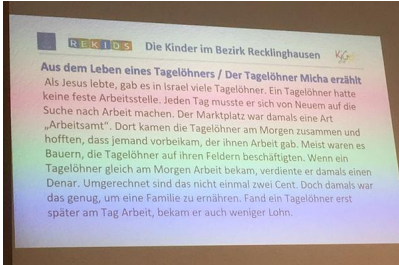 REKIDS Die Kinder im Bezirk Recklinghausen
Aus dem Leben eines Tagelöhners / Der Tagelöhner Micha erzählt
Als Jesus lebte, gab es in Israel viele Tagelöhner. Ein Tagelöhner hatte
keine feste Arbeitsstelle. Jeden Tag musste er sich von Neuem auf die
Suche nach Arbeit machen. Der Marktplatz war damals eine Art
„Arbeitsamt“. Dort kamen die Tagelöhner am Morgen zusammen und
hofften, dass jemand vorbeikam, der ihnen Arbeit gab. Meist waren es
Bauern, die Tagelöhner auf ihren Feldern beschäftigten. Wenn ein
Tagelöhner gleich am Morgen Arbeit bekam, verdiente er damals einen
Denar. Umgerechnet sind das nicht einmal zwei Cent. Doch damals war
das genug, um eine Familie zu ernähren. Fand ein Tagelöhner erst
später am Tag Arbeit, bekam er auch weniger Lohn.